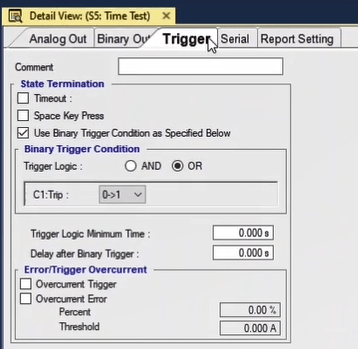 Detail View: (S5: Time Test)
Analog Out Binary Out Trigger Serial Report Setting
Comment
State Termination
Timeout :
Space Key Press
Use Binary Trigger Condition as Specified Below
Binary Trigger Condition
Trigger Logic : AND OR
C1:Trip : 0->1
Trigger Logic Minimum Time : 0.000 s
Delay after Binary Trigger : 0.000 s
Error/Trigger Overcurrent
Overcurrent Trigger
Overcurrent Error
Percent 0.00 %
Threshold 0.000 A